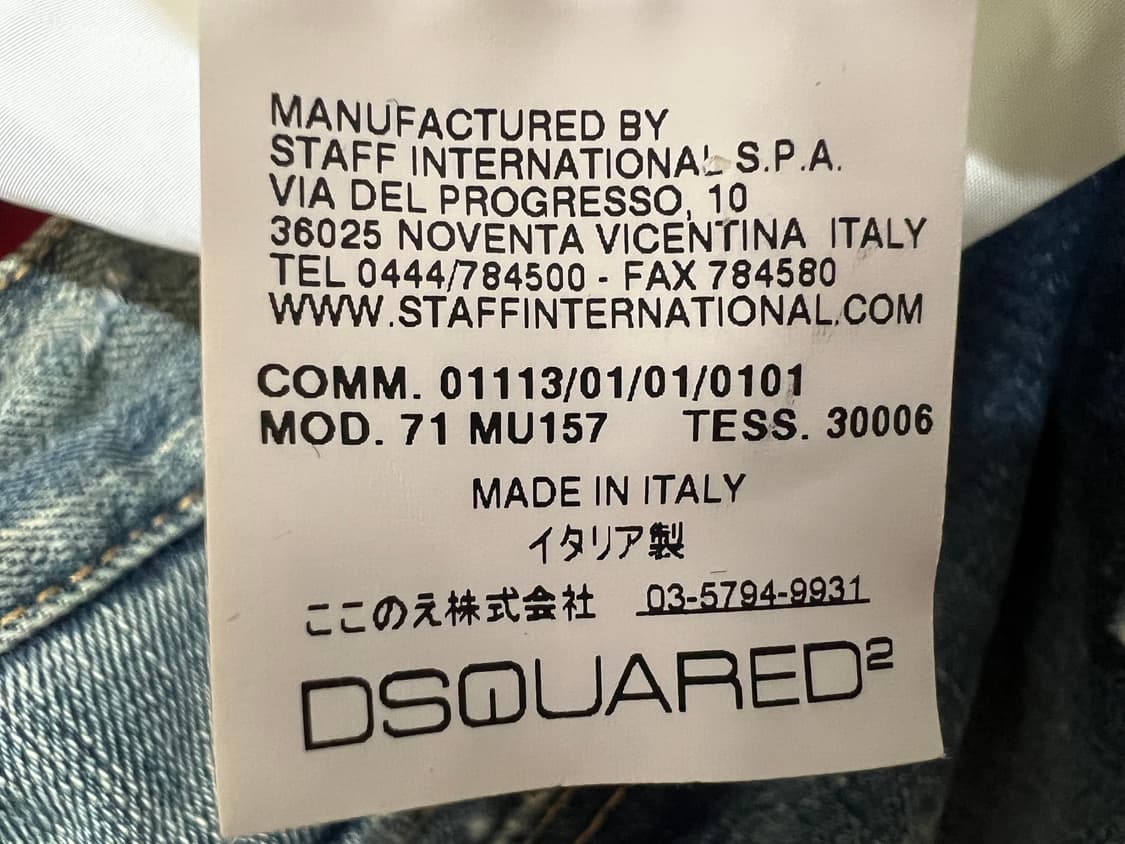 MANUFACTURED BY
STAFF INTERNATIONAL S.P.A.
VIA DEL PROGRESSO, 10
36025 NOVENTA VICENTINA ITALY
TEL 0444/784500 - FAX 784580
WWW.STAFFINTERNATIONAL.COM
COMM. 01113/01/01/0101
MOD. 71 MU157 TESS. 30006
MADE IN ITALY
イタリア製
ここのえ株式会社 03-5794-9931
DSQUARED²